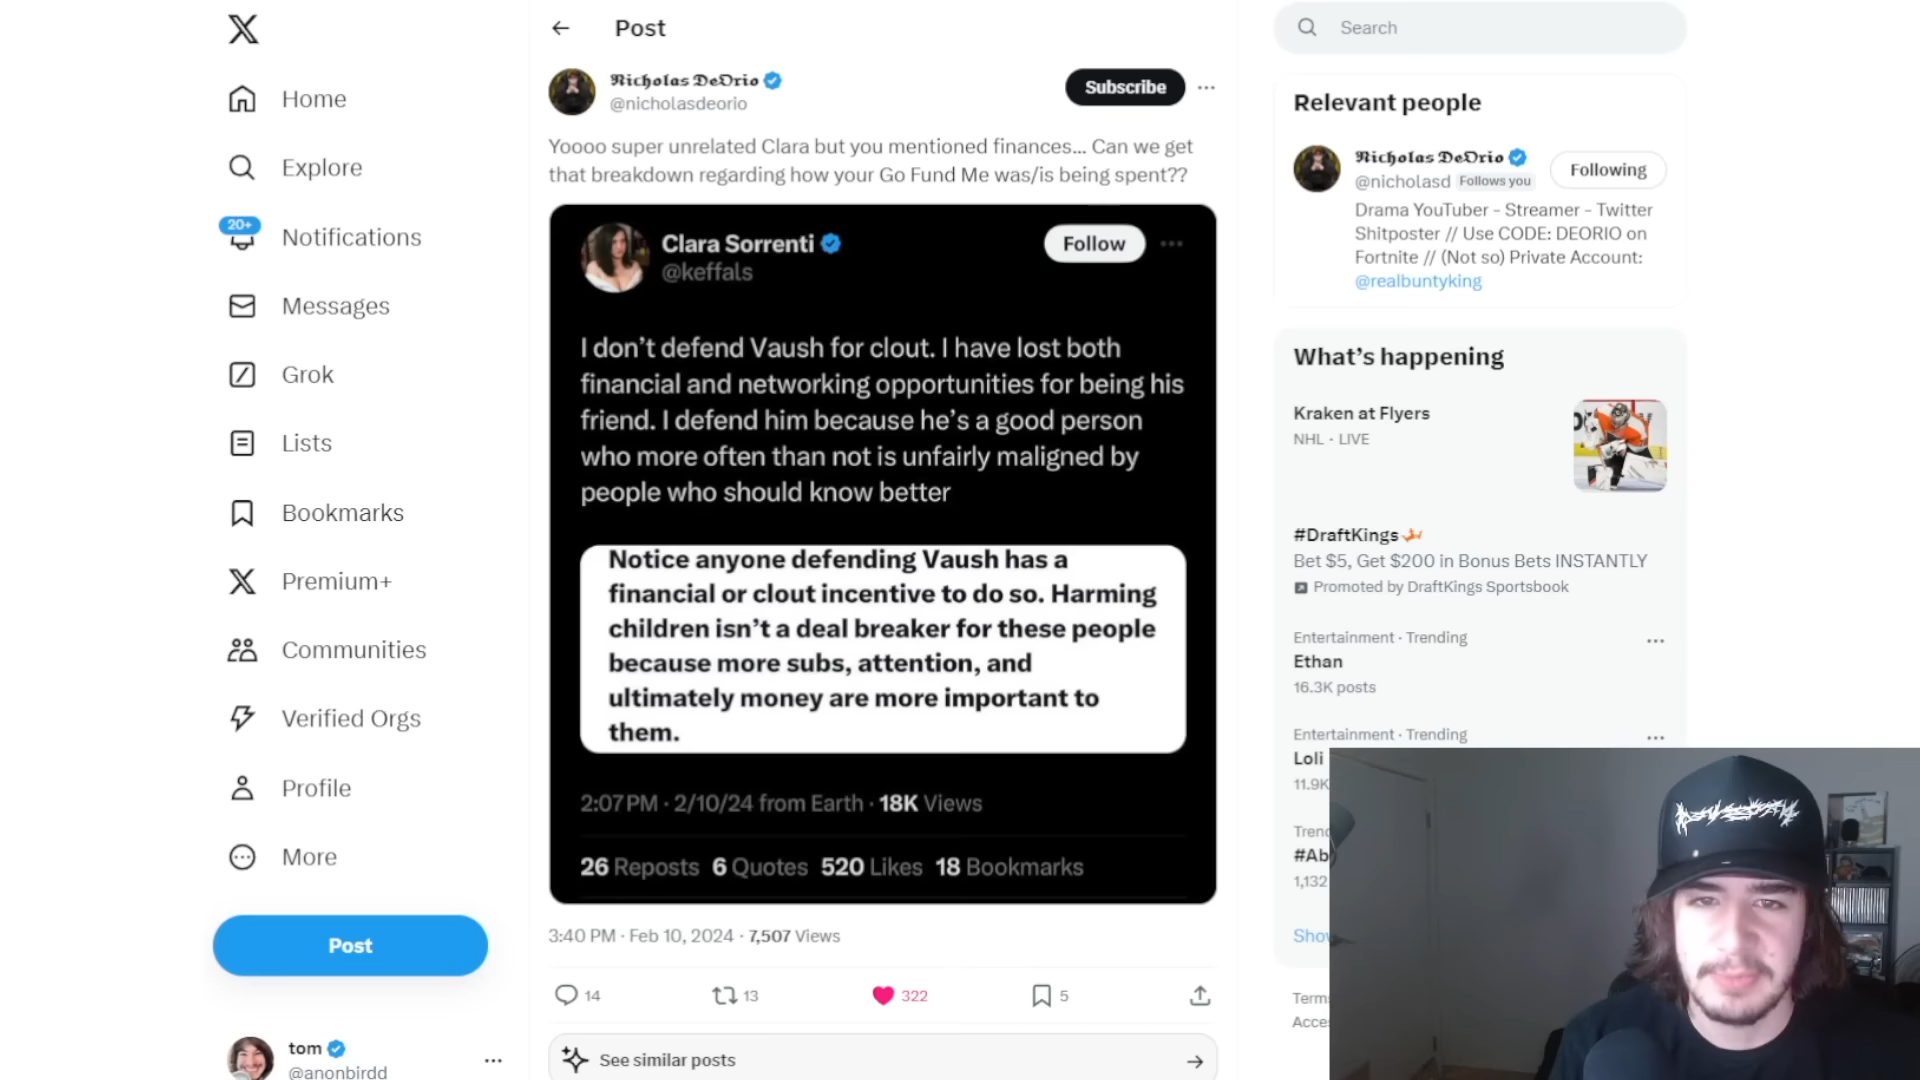 Home
Explore
20+
Notifications
Messages
Grok
Lists
Bookmarks
Premium+
Communities
Verified Orgs
Profile
More
Post
tom
@anonbirdd
Post
Nicholas DeOrio
@nicholasdeorio
Subscribe
Yoooo super unrelated Clara but you mentioned finances... Can we get
that breakdown regarding how your Go Fund Me was/is being spent??
Clara Sorrenti
@keffals
Follow
I don't defend Vaush for clout. I have lost both
financial and networking opportunities for being his
friend. I defend him because he's a good person
who more often than not is unfairly maligned by
people who should know better
Notice anyone defending Vaush has a
financial or clout incentive to do so. Harming
children isn't a deal breaker for these people
because more subs, attention, and
ultimately money are more important to
them.
2:07 PM · 2/10/24 from Earth · 18K Views
26 Reposts 6 Quotes 520 Likes 18 Bookmarks
3:40 PM · Feb 10, 2024 · 7,507 Views
14 13 322 5
See similar posts
Search
Relevant people
Nicholas DeOrio
@nicholasd Follows you
Following
Drama YouTuber - Streamer - Twitter
Shitposter // Use CODE: DEORIO on
Fortnite // (Not so) Private Account:
@realbuntyking
What's happening
Kraken at Flyers
NHL · LIVE
#DraftKings
Bet $5, Get $200 in Bonus Bets INSTANTLY
Promoted by DraftKings Sportsbook
Entertainment · Trending
Ethan
16.3K posts
Entertainment · Trending
Loli
11.9K
Trend
#Ab
1,132
Show
Terms
Acce